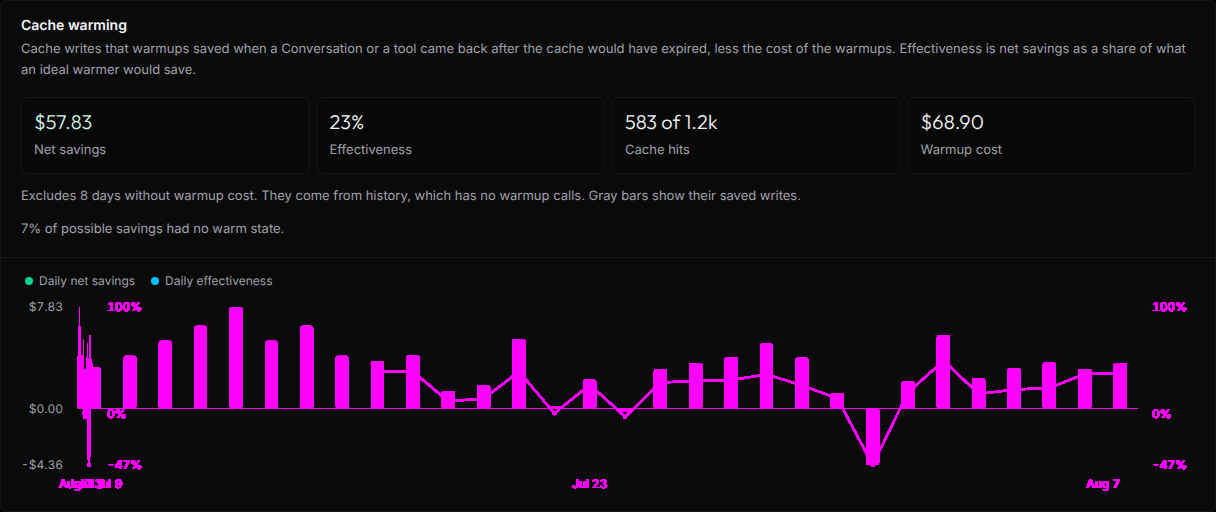 Cache warming
Cache writes that warmups saved when a Conversation or a tool came back after the cache would have expired, less the cost of the warmups. Effectiveness is net savings as a share of what
an ideal warmer would save.
$57.83
Net savings
23%
Effectiveness
583 of 1.2k
Cache hits
$68.90
Warmup cost
Excludes 8 days without warmup cost. They come from history, which has no warmup calls. Gray bars show their saved writes.
7% of possible savings had no warm state.
Daily net savings Daily effectiveness
$7.83 100% 100%
$0.00 0% 0%
-$4.36 -47% -47%
Jul 23 Aug 7